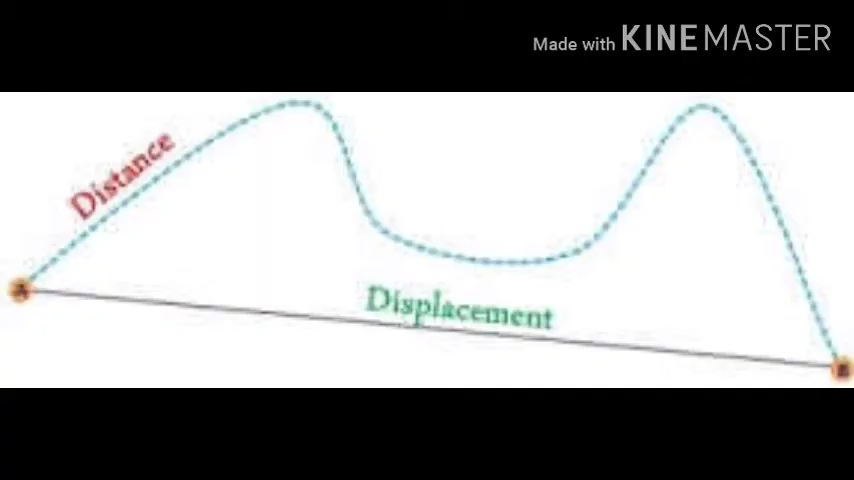 Made with KINEMASTER
Distance
Displacement
A
B